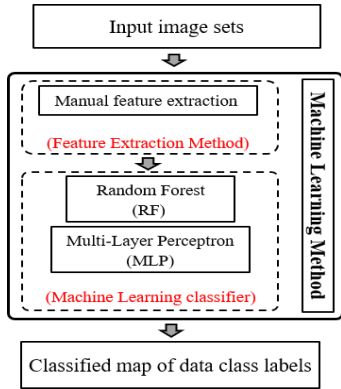 Input image sets
Manual feature extraction
(Feature Extraction Method)
Random Forest
(RF)
Multi-Layer Perceptron
(MLP)
(Machine Learning classifier)
Machine Learning Method
Classified map of data class labels